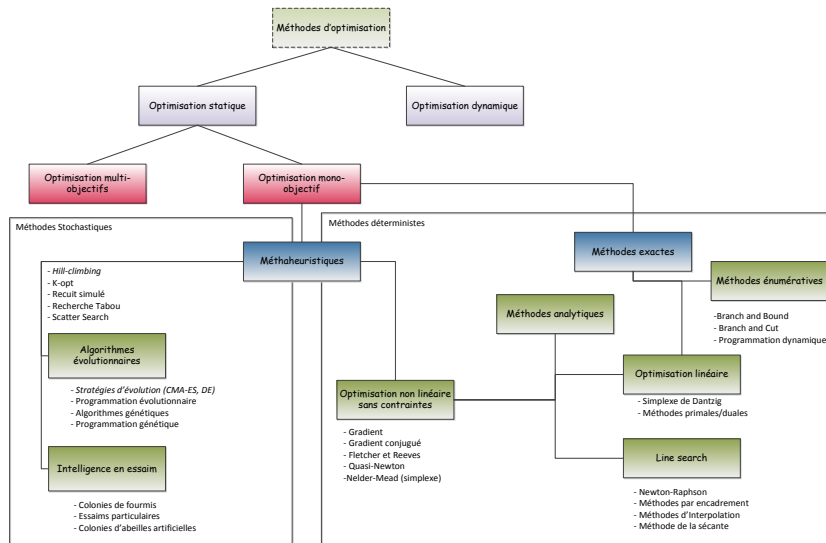 Méthodes d'optimisation
Optimisation statique
Optimisation dynamique
Optimisation multi-
objectifs
Optimisation mono-
objectif
Méthodes Stochastiques
Méthodes déterministes
Méthaheuristiques
Méthodes exactes
- Hill-climbing
- K-opt
- Recuit simulé
- Recherche Tabou
- Scatter Search
Méthodes énumératives
-Branch and Bound
- Branch and Cut
- Programmation dynamique
Méthodes analytiques
Algorithmes
évolutionnaires
- Stratégies d'évolution (CMA-ES, DE)
- Programmation évolutionnaire
- Algorithmes génétiques
- Programmation génétique
Optimisation non linéaire
sans contraintes
- Gradient
- Gradient conjugué
- Fletcher et Reeves
- Quasi-Newton
-Nelder-Mead (simplexe)
Optimisation linéaire
- Simplexe de Dantzig
- Méthodes primales/duales
Intelligence en essaim
- Colonies de fourmis
- Essaims particulaires
- Colonies d'abeilles artificielles
Line search
- Newton-Raphson
- Méthodes par encadrement
- Méthodes d'Interpolation
- Méthode de la sécante